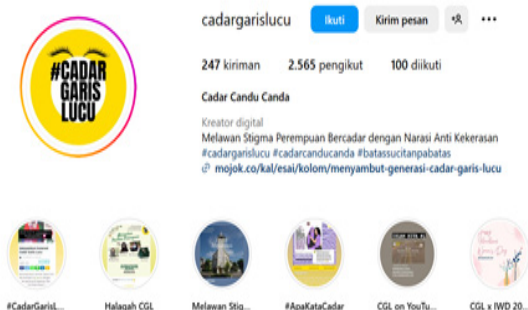 #CADAR
GARIS
LUCU
cadargarislucu Ikuti Kirim pesan
247 kiriman 2.565 pengikut 100 diikuti
Cadar Candu Canda
Kreator digital
Melawan Stigma Perempuan Bercadar dengan Narasi Anti Kekerasan
#cadargarislucu #cadarcanducanda #batassucitanpabatas
mojok.co/kal/esai/kolom/menyambut-generasi-cadar-garis-lucu
#CadarGarisL... Halaqah CGL Melawan Stig... #ApaKataCadar CGL on YouTu... CGL x IWD 20...